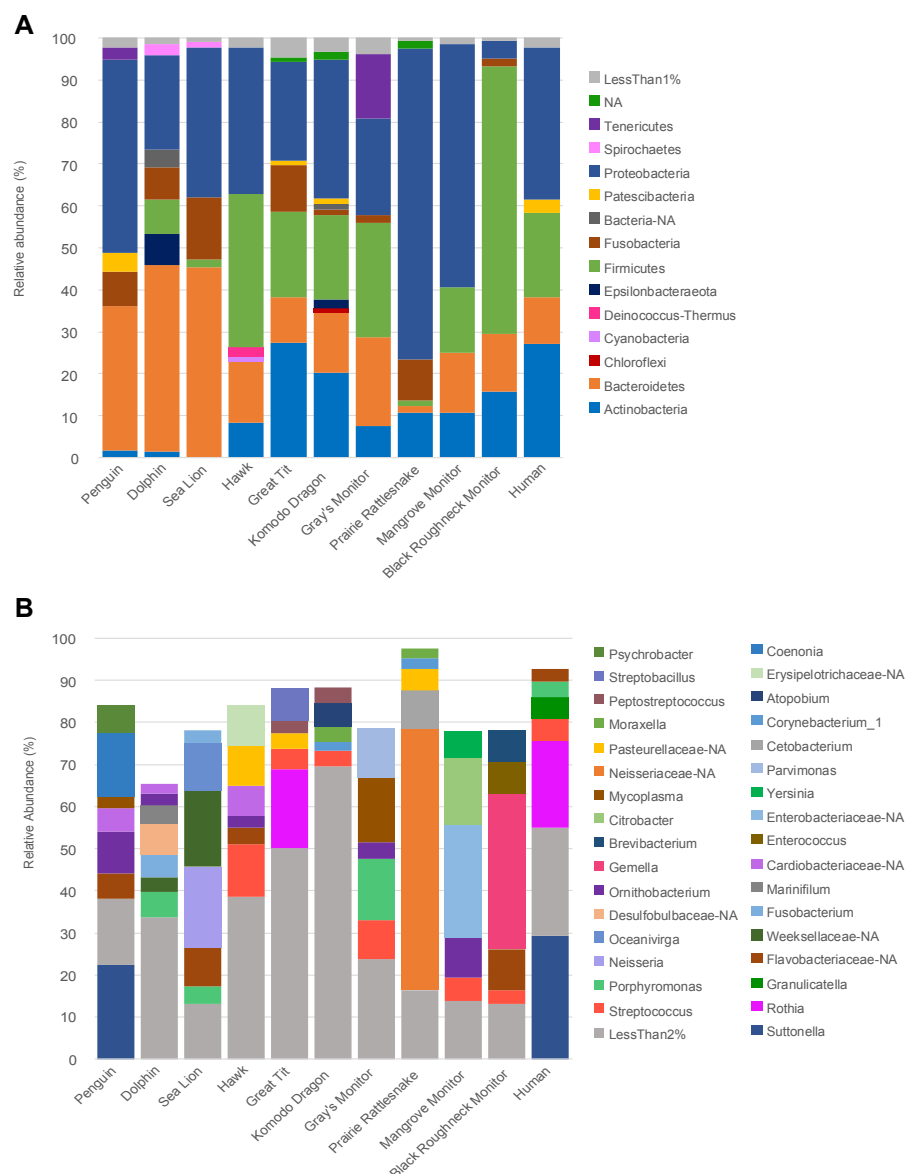 A
Relative abundance (%)
100
90
80
70
60
50
40
30
20
10
0
Penguin
Dolphin
Sea Lion
Hawk
Great Tit
Komodo Dragon
Gray's Monitor
Prairie Rattlesnake
Mangrove Monitor
Black Roughneck Monitor
Human
LessThan1%
NA
Tenericutes
Spirochaetes
Proteobacteria
Patescibacteria
Bacteria-NA
Fusobacteria
Firmicutes
Epsilonbacteraeota
Deinococcus-Thermus
Cyanobacteria
Chloroflexi
Bacteroidetes
Actinobacteria
B
Relative Abundance (%)
100
90
80
70
60
50
40
30
20
10
0
Penguin
Dolphin
Sea Lion
Hawk
Great Tit
Komodo Dragon
Gray's Monitor
Prairie Rattlesnake
Mangrove Monitor
Black Roughneck Monitor
Human
Psychrobacter
Streptobacillus
Peptostreptococcus
Moraxella
Pasteurellaceae-NA
Neisseriaceae-NA
Mycoplasma
Citrobacter
Brevibacterium
Gemella
Ornithobacterium
Desulfobulbaceae-NA
Oceanivirga
Neisseria
Porphyromonas
Streptococcus
LessThan2%
Coenonia
Erysipelotrichaceae-NA
Atopobium
Corynebacterium_1
Cetobacterium
Parvimonas
Yersinia
Enterobacteriaceae-NA
Enterococcus
Cardiobacteriaceae-NA
Marinifilum
Fusobacterium
Weeksellaceae-NA
Flavobacteriaceae-NA
Granulicatella
Rothia
Suttonella